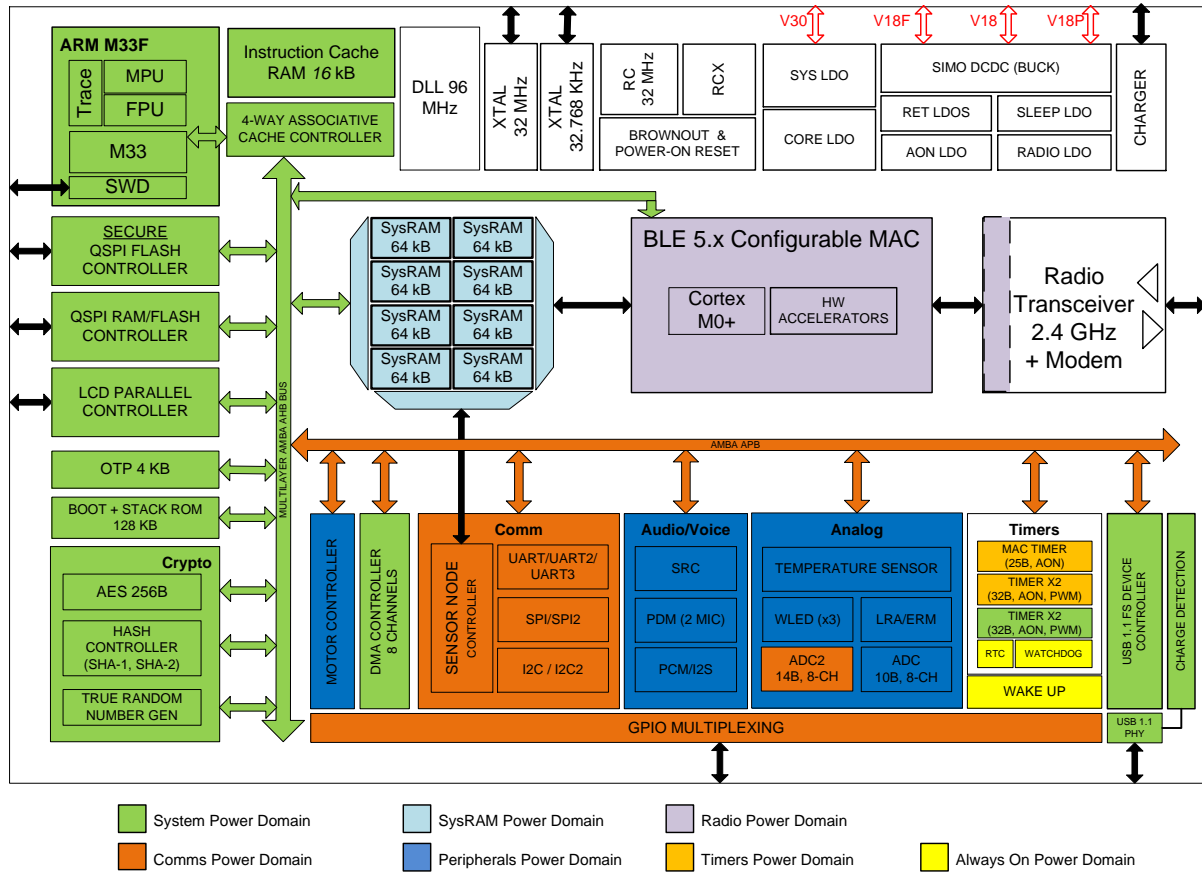 V30
V18F
V18
V18P
ARM M33F
Trace
MPU
FPU
M33
SWD
Instruction Cache
RAM 16 kB
4-WAY ASSOCIATIVE
CACHE CONTROLLER
DLL 96
MHz
XTAL
32 MHz
XTAL
32.768 KHz
RC
32 MHz
RCX
BROWNOUT &
POWER-ON RESET
SYS LDO
CORE LDO
SIMO DCDC (BUCK)
RET LDOS
SLEEP LDO
AON LDO
RADIO LDO
CHARGER
SECURE
QSPI FLASH
CONTROLLER
QSPI RAM/FLASH
CONTROLLER
LCD PARALLEL
CONTROLLER
OTP 4 KB
BOOT + STACK ROM
128 KB
Crypto
AES 256B
HASH
CONTROLLER
(SHA-1, SHA-2)
TRUE RANDOM
NUMBER GEN
MULTILAYER AMBA AHB BUS
SysRAM
64 kB
SysRAM
64 kB
SysRAM
64 kB
SysRAM
64 kB
SysRAM
64 kB
SysRAM
64 kB
SysRAM
64 kB
SysRAM
64 kB
BLE 5.x Configurable MAC
Cortex
M0+
HW
ACCELERATORS
Radio
Transceiver
2.4 GHz
+ Modem
AMBA APB
MOTOR CONTROLLER
DMA CONTROLLER
8 CHANNELS
Comm
SENSOR NODE
CONTROLLER
UART/UART2/
UART3
SPI/SPI2
I2C / I2C2
Audio/Voice
SRC
PDM (2 MIC)
PCM/I2S
Analog
TEMPERATURE SENSOR
WLED (x3)
LRA/ERM
ADC2
14B, 8-CH
ADC
10B, 8-CH
Timers
MAC TIMER
(25B, AON)
TIMER X2
(32B, AON, PWM)
TIMER X2
(32B, AON, PWM)
RTC
WATCHDOG
WAKE UP
USB 1.1 FS DEVICE
CONTROLLER
CHARGE DETECTION
GPIO MULTIPLEXING
USB 1.1
PHY
System Power Domain
SysRAM Power Domain
Radio Power Domain
Comms Power Domain
Peripherals Power Domain
Timers Power Domain
Always On Power Domain